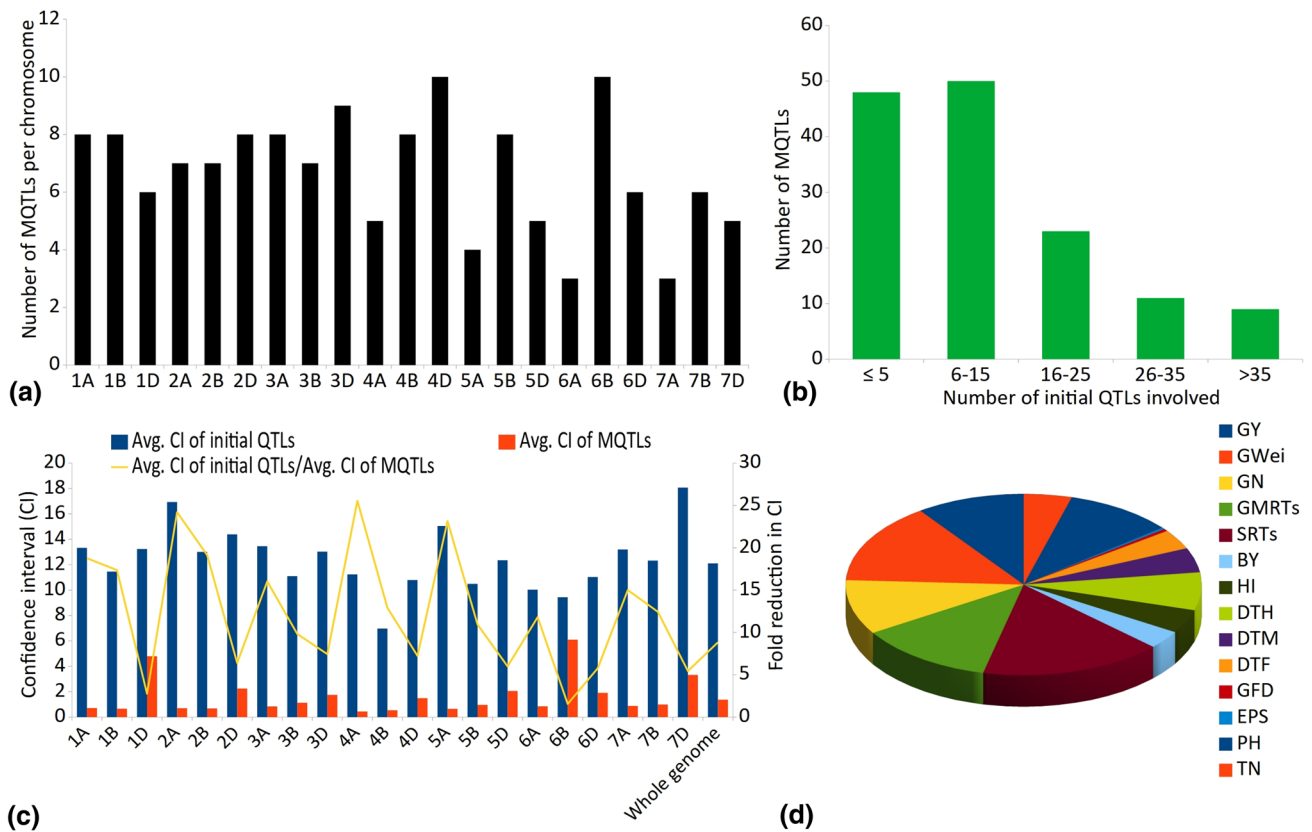 12
10
8
6
4
2
0
Number of MQTLs per chromosome
1A 1B 1D 2A 2B 2D 3A 3B 3D 4A 4B 4D 5A 5B 5D 6A 6B 6D 7A 7B 7D
(a)
60
50
40
30
20
10
0
Number of MQTLs
≤ 5 6-15 16-25 26-35 >35
Number of initial QTLs involved
(b)
Avg. CI of initial QTLs
Avg. CI of MQTLs
Avg. CI of initial QTLs/Avg. CI of MQTLs
20
18
16
14
12
10
8
6
4
2
0
Confidence interval (CI)
30
25
20
15
10
5
0
Fold reduction in CI
1A 1B 1D 2A 2B 2D 3A 3B 3D 4A 4B 4D 5A 5B 5D 6A 6B 6D 7A 7B 7D Whole genome
(c)
GY
GWei
GN
GMRTs
SRTs
BY
HI
DTH
DTM
DTF
GFD
EPS
PH
TN
(d)